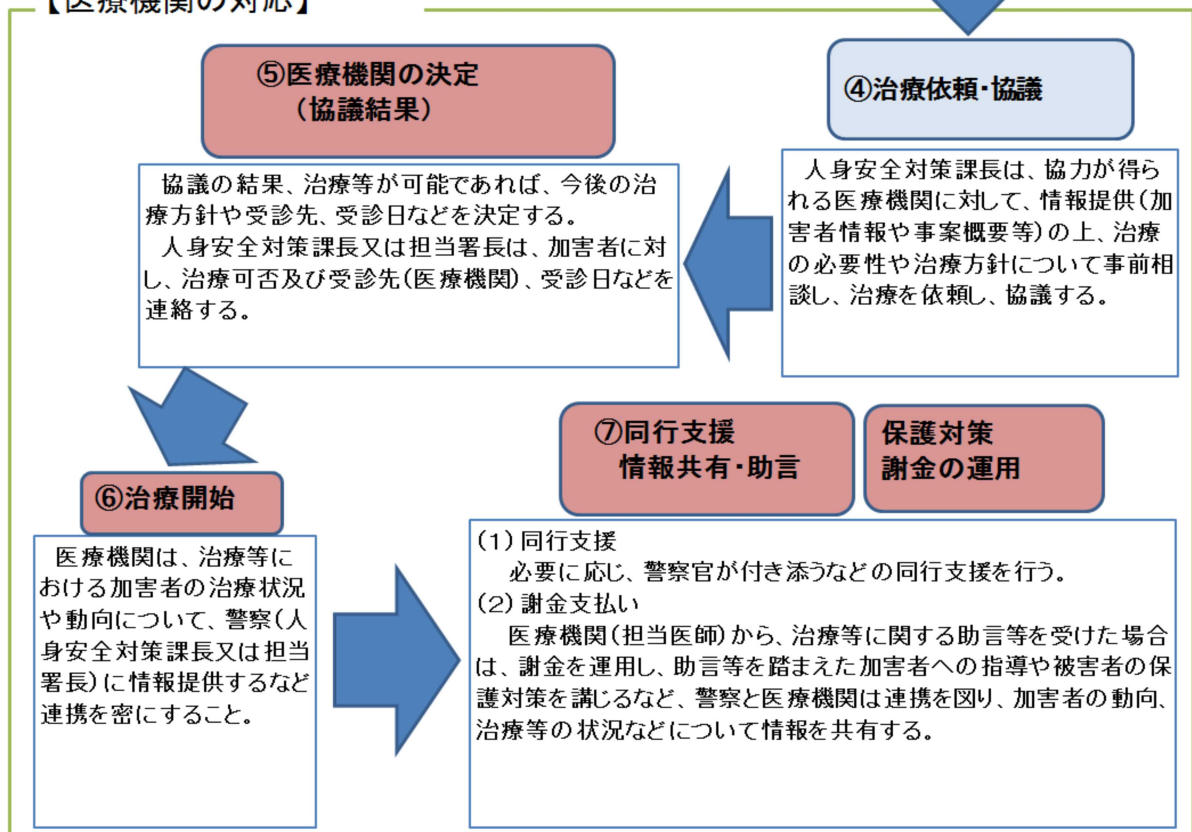 【医療機関の対応】
④治療依頼・協議
人身安全対策課長は、協力が得ら
れる医療機関に対して、情報提供(加
害者情報や事案概要等)の上、治療
の必要性や治療方針について事前相
談し、治療を依頼し、協議する。
⑤医療機関の決定
(協議結果)
協議の結果、治療等が可能であれば、今後の治
療方針や受診先、受診日などを決定する。
人身安全対策課長又は担当署長は、加害者に対
し、治療可否及び受診先(医療機関)、受診日などを
連絡する。
⑥治療開始
医療機関は、治療等に
おける加害者の治療状況
や動向について、警察(人
身安全対策課長又は担当
署長)に情報提供するなど
連携を密にすること。
⑦同行支援
情報共有・助言
保護対策
謝金の運用
(1)同行支援
必要に応じ、警察官が付き添うなどの同行支援を行う。
(2)謝金支払い
医療機関(担当医師)から、治療等に関する助言等を受けた場合
は、謝金を運用し、助言等を踏まえた加害者への指導や被害者の保
護対策を講じるなど、警察と医療機関は連携を図り、加害者の動向、
治療等の状況などについて情報を共有する。